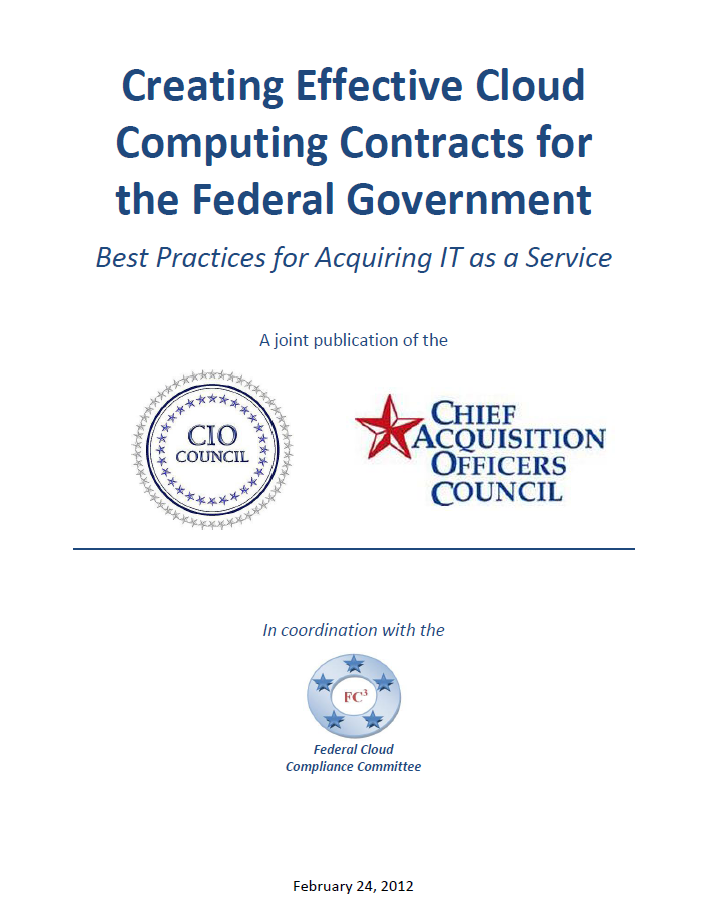 Creating Effective Cloud
Computing Contracts for
the Federal Government
Best Practices for Acquiring IT as a Service
A joint publication of the
CIO
COUNCIL
CHIEF
ACQUISITION
OFFICERS
COUNCIL
In coordination with the
FC³
Federal Cloud
Compliance Committee
February 24, 2012